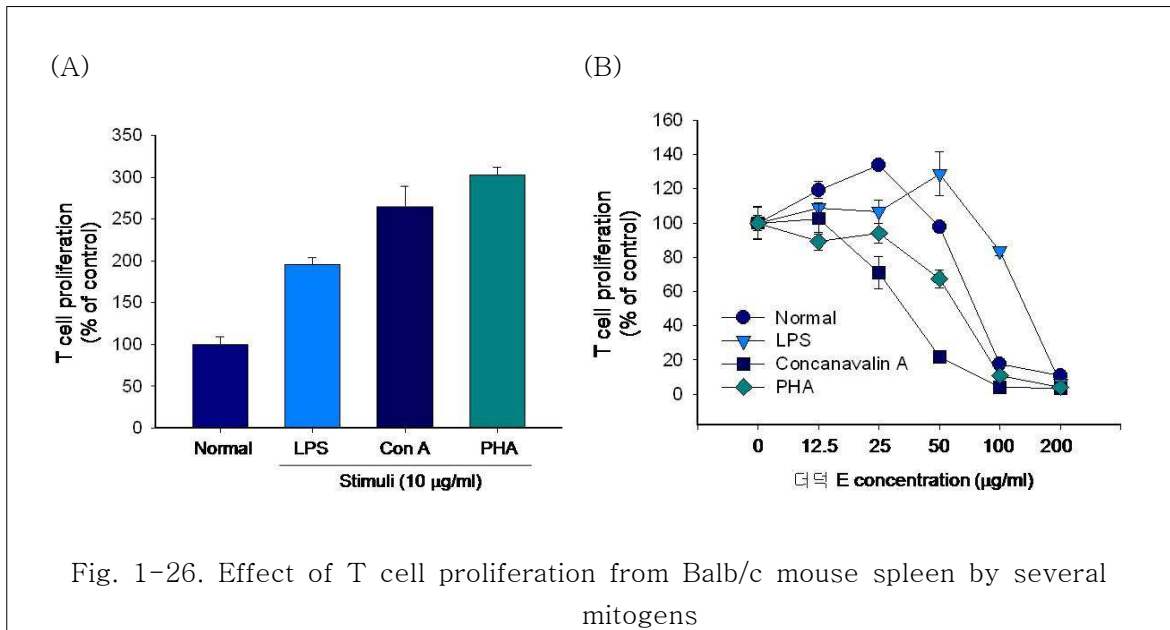 (A)
(B)
T cell proliferation
(% of control)
350
300
250
200
150
100
50
0
Normal
LPS
Con A
PHA
Stimuli (10 μg/ml)
T cell proliferation
(% of control)
160
140
120
100
80
60
40
20
0
Normal
LPS
Concanavalin A
PHA
0 12.5 25 50 100 200
더덕 E concentration (μg/ml)
Fig. 1-26. Effect of T cell proliferation from Balb/c mouse spleen by several
mitogens